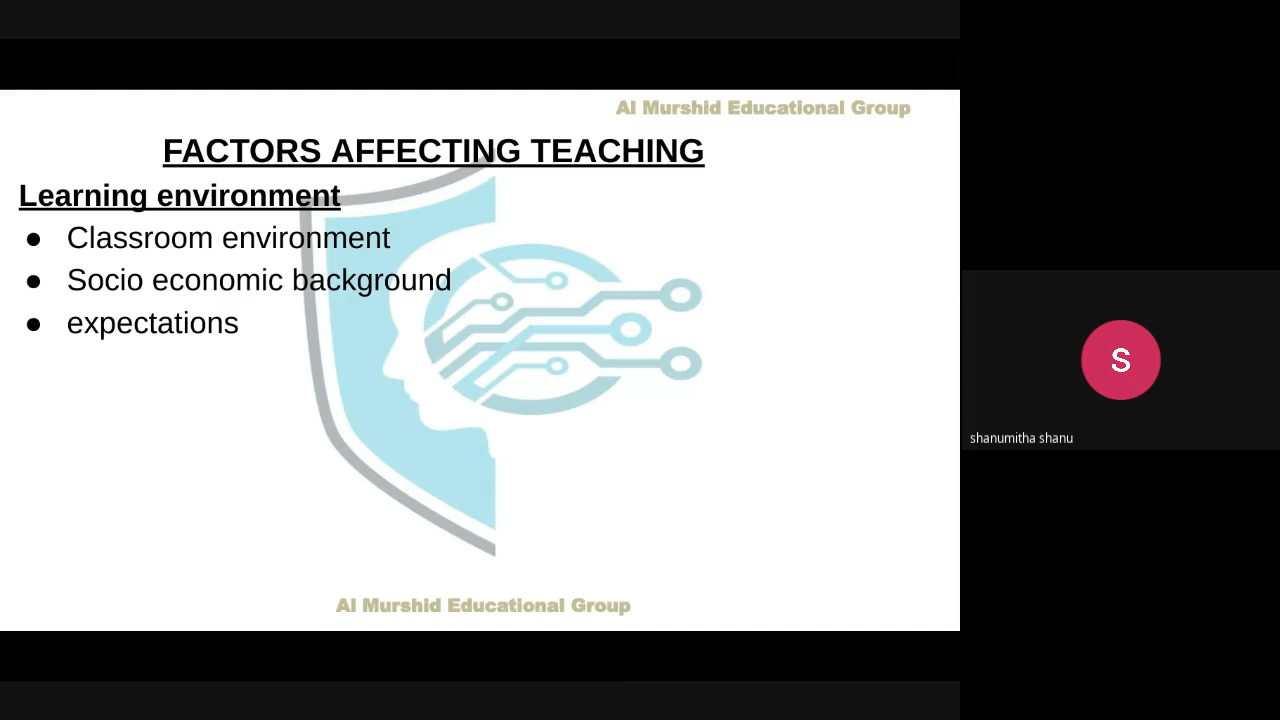 Al Murshid Educational Group
FACTORS AFFECTING TEACHING
Learning environment
● Classroom environment
● Socio economic background
● expectations
Al Murshid Educational Group
S
shanumitha shanu